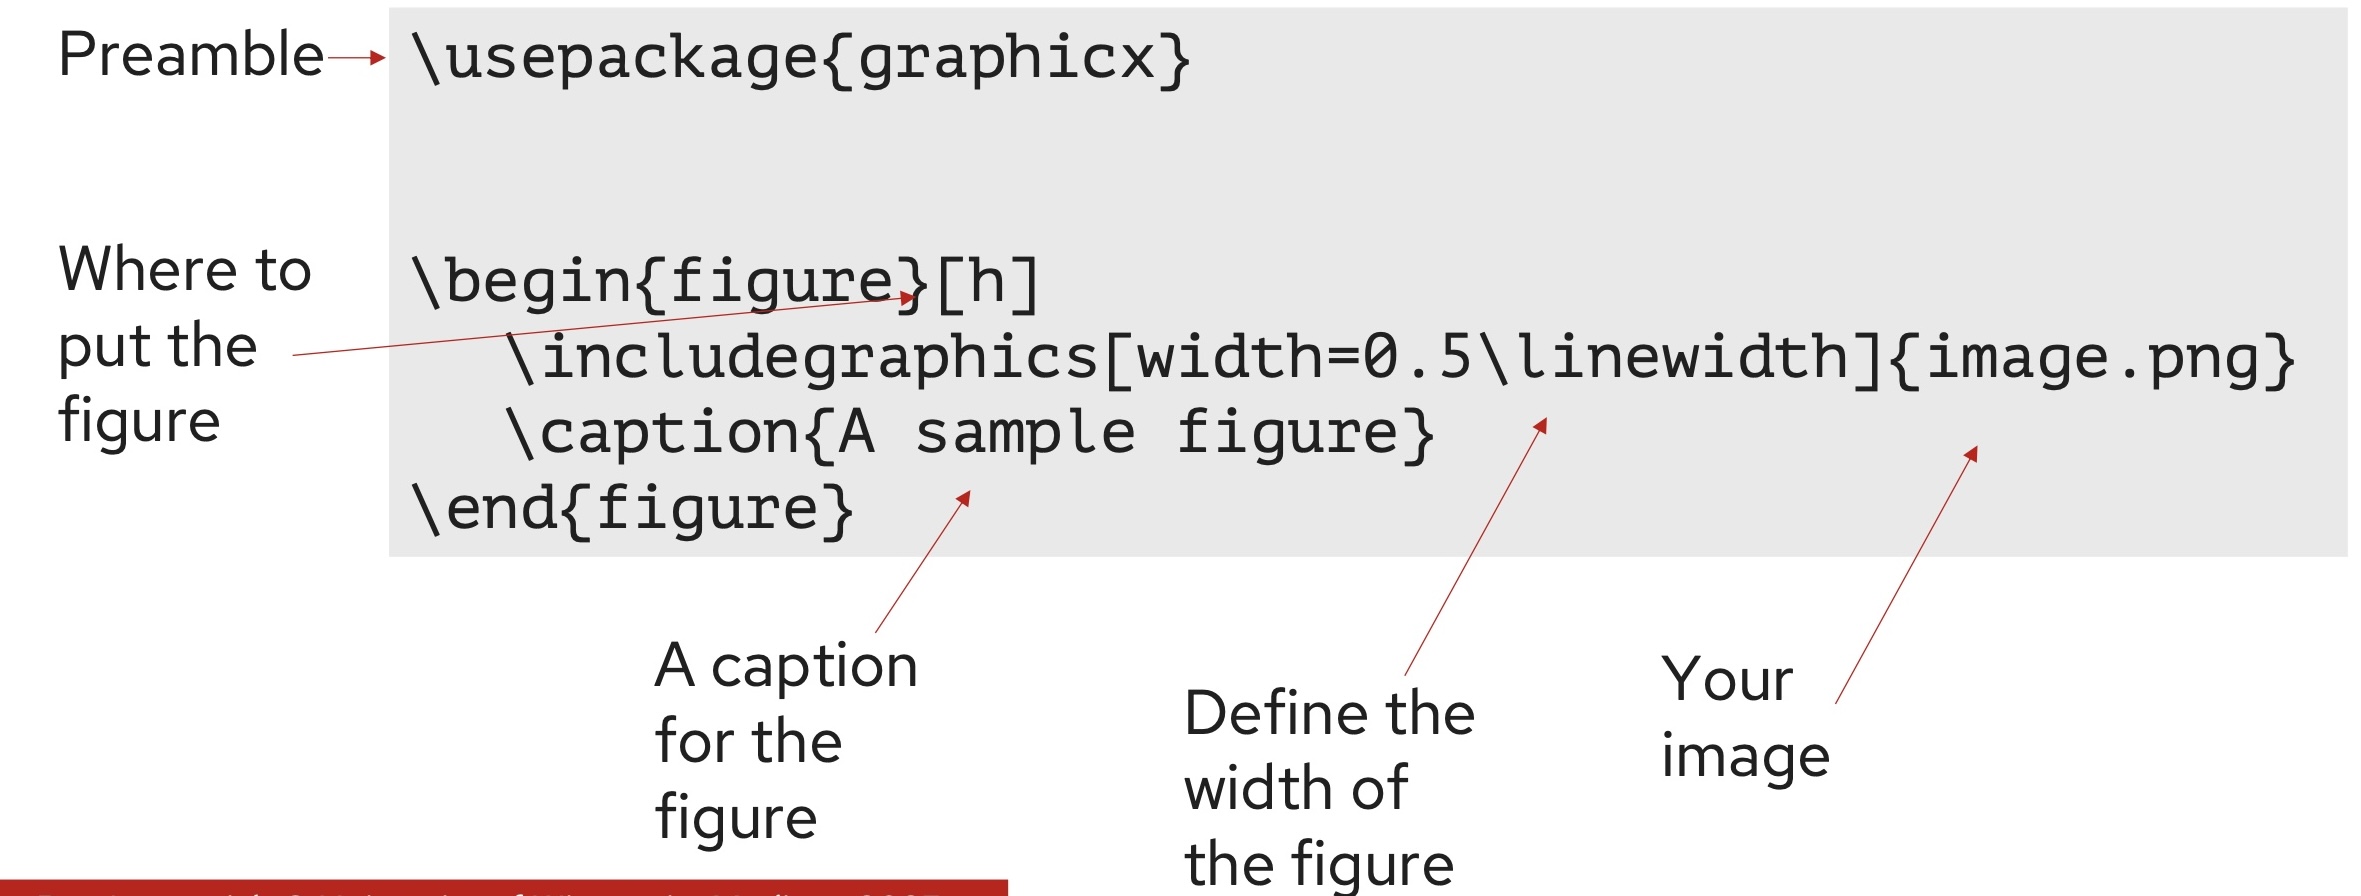 Preamble
\usepackage{graphicx}
Where to
put the
figure
\begin{figure}[h]
\includegraphics[width=0.5\linewidth]{image.png}
\caption{A sample figure}
\end{figure}
A caption
for the
figure
Define the
width of
the figure
Your
image